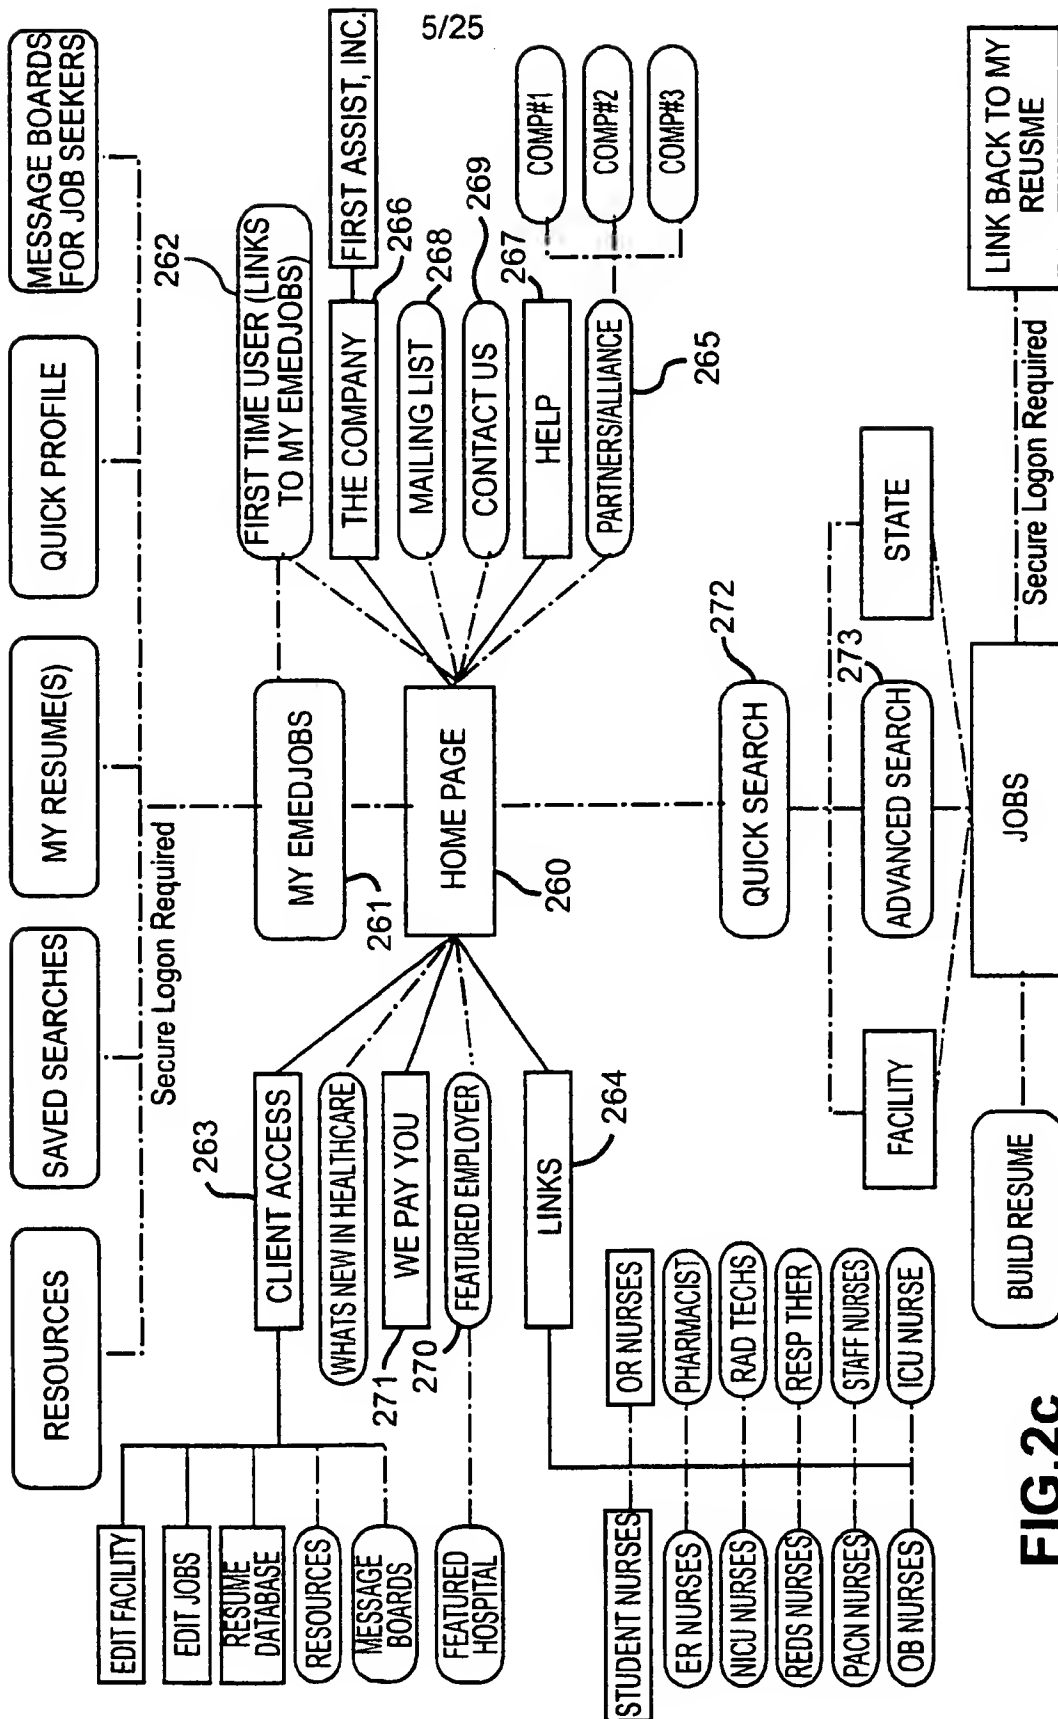 5/25
RESOURCES
SAVED SEARCHES
MY RESUME(S)
QUICK PROFILE
MESSAGE BOARDS
FOR JOB SEEKERS
Secure Logon Required
262
MY EMEDJOBS
261
FIRST TIME USER (LINKS
TO MY EMEDJOBS)
HOME PAGE
260
THE COMPANY
FIRST ASSIST, INC.
266
MAILING LIST
268
CONTACT US
269
HELP
267
PARTNERS/ALLIANCE
265
COMP#1
COMP#2
COMP#3
263
CLIENT ACCESS
WHATS NEW IN HEALTHCARE
WE PAY YOU
271
FEATURED EMPLOYER
270
LINKS
264
EDIT FACILITY
EDIT JOBS
RESUME
DATABASE
RESOURCES
MESSAGE
BOARDS
FEATURED
HOSPITAL
STUDENT NURSES
OR NURSES
ER NURSES
PHARMACIST
NICU NURSES
RAD TECHS
REDS NURSES
RESP THER
PACN NURSES
STAFF NURSES
OB NURSES
ICU NURSE
QUICK SEARCH
272
FACILITY
ADVANCED SEARCH
273
STATE
BUILD RESUME
JOBS
Secure Logon Required
LINK BACK TO MY
REUSME
FIG.2c